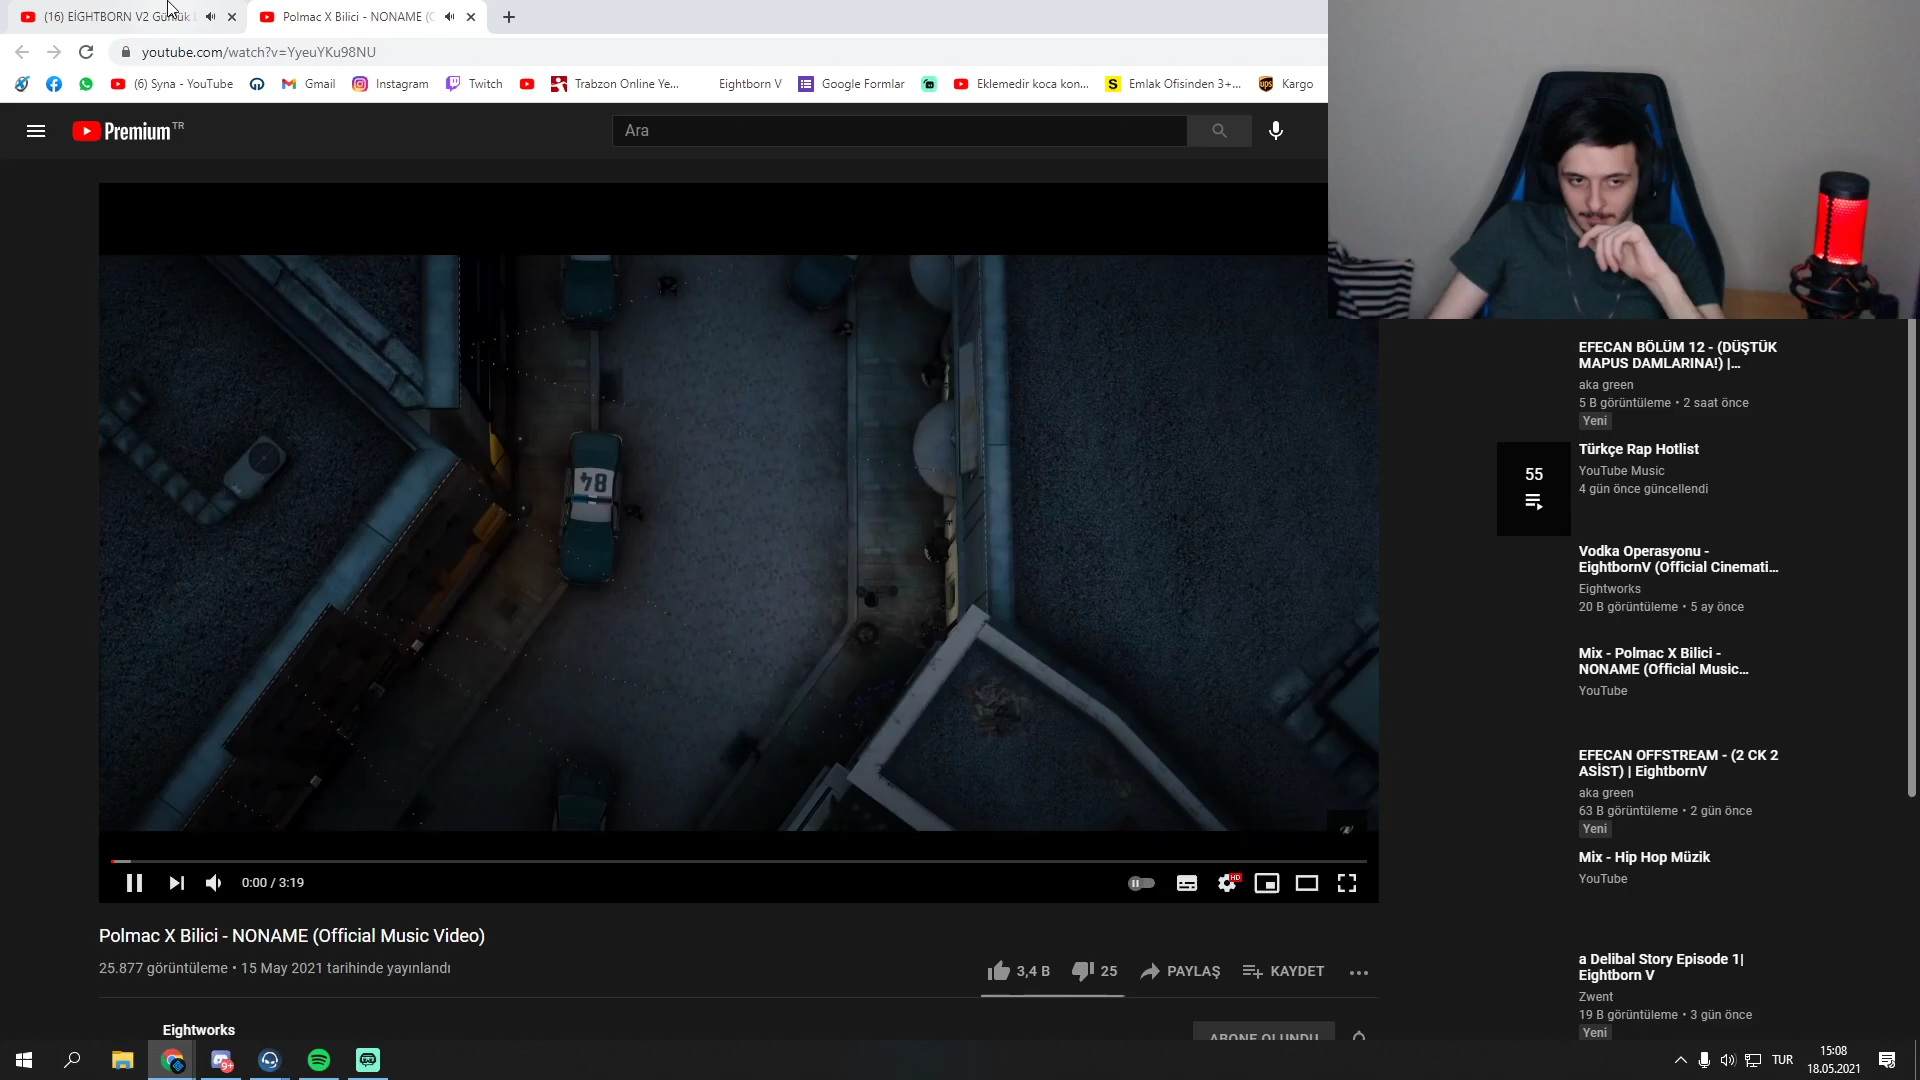 (16) EİGHTBORN V2 Günlük
Polmac X Bilici - NONAME (
youtube.com/watch?v=YyeuYKu98NU
(6) Syna - YouTube
Gmail
Instagram
Twitch
Trabzon Online Ye...
Eightborn V
Google Formlar
Eklemedir koca kon...
Emlak Ofisinden 3+...
Kargo
Premium TR
Ara
84
EFECAN BÖLÜM 12 - (DÜŞTÜK
MAPUS DAMLARINA!) |...
aka green
5 B görüntüleme • 2 saat önce
Yeni
55
Türkçe Rap Hotlist
YouTube Music
4 gün önce güncellendi
Vodka Operasyonu -
EightbornV (Official Cinemati...
Eightworks
20 B görüntüleme • 5 ay önce
Mix - Polmac X Bilici -
NONAME (Official Music...
YouTube
EFECAN OFFSTREAM - (2 CK 2
ASİST) | EightbornV
aka green
63 B görüntüleme • 2 gün önce
Yeni
Mix - Hip Hop Müzik
YouTube
a Delibal Story Episode 1|
Eightborn V
Zwent
19 B görüntüleme • 3 gün önce
Yeni
0:00 / 3:19
HD
Polmac X Bilici - NONAME (Official Music Video)
25.877 görüntüleme • 15 May 2021 tarihinde yayınlandı
3,4 B
25
PAYLAŞ
KAYDET
Eightworks
ABONE OLUNDU
9+
TUR
15:08
18.05.2021